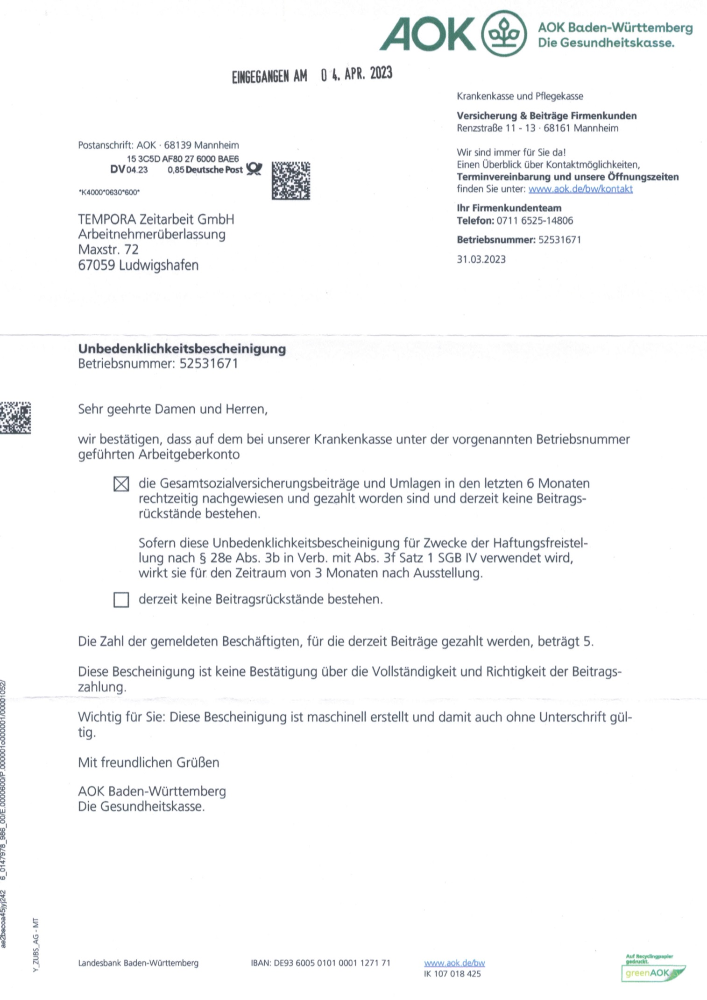 AOK
AOK Baden-Württemberg
Die Gesundheitskasse.
EINGEGANGEN AM 04. APR. 2023
Krankenkasse und Pflegekasse
Versicherung & Beiträge Firmenkunden
Renzstraße 11 - 13 · 68161 Mannheim
Wir sind immer für Sie da!
Einen Überblick über Kontaktmöglichkeiten,
Terminvereinbarung und unsere Öffnungszeiten
finden Sie unter: www.aok.de/bw/kontakt
Ihr Firmenkundenteam
Telefon: 0711 6525-14806
Betriebsnummer: 52531671
31.03.2023
Postanschrift: AOK · 68139 Mannheim
15 3C5D AF80 27 6000 BAE6
DV 04.23 0,85 Deutsche Post
*K4000*0630*600*
TEMPORA Zeitarbeit GmbH
Arbeitnehmerüberlassung
Maxstr. 72
67059 Ludwigshafen
Unbedenklichkeitsbescheinigung
Betriebsnummer: 52531671
Sehr geehrte Damen und Herren,
wir bestätigen, dass auf dem bei unserer Krankenkasse unter der vorgenannten Betriebsnummer
geführten Arbeitgeberkonto
die Gesamtsozialversicherungsbeiträge und Umlagen in den letzten 6 Monaten
rechtzeitig nachgewiesen und gezahlt worden sind und derzeit keine Beitrags-
rückstände bestehen.
Sofern diese Unbedenklichkeitsbescheinigung für Zwecke der Haftungsfreistel-
lung nach § 28e Abs. 3b in Verb. mit Abs. 3f Satz 1 SGB IV verwendet wird,
wirkt sie für den Zeitraum von 3 Monaten nach Ausstellung.
derzeit keine Beitragsrückstände bestehen.
Die Zahl der gemeldeten Beschäftigten, für die derzeit Beiträge gezahlt werden, beträgt 5.
Diese Bescheinigung ist keine Bestätigung über die Vollständigkeit und Richtigkeit der Beitrags-
zahlung.
Wichtig für Sie: Diese Bescheinigung ist maschinell erstellt und damit auch ohne Unterschrift gül-
tig.
Mit freundlichen Grüßen
AOK Baden-Württemberg
Die Gesundheitskasse.
Y_ZUBS_AG - MT
Landesbank Baden-Württemberg
IBAN: DE93 6005 0101 0001 1271 71
www.aok.de/bw
IK 107 018 425
Auf Recyclingpapier
gedruckt.
greenAOK